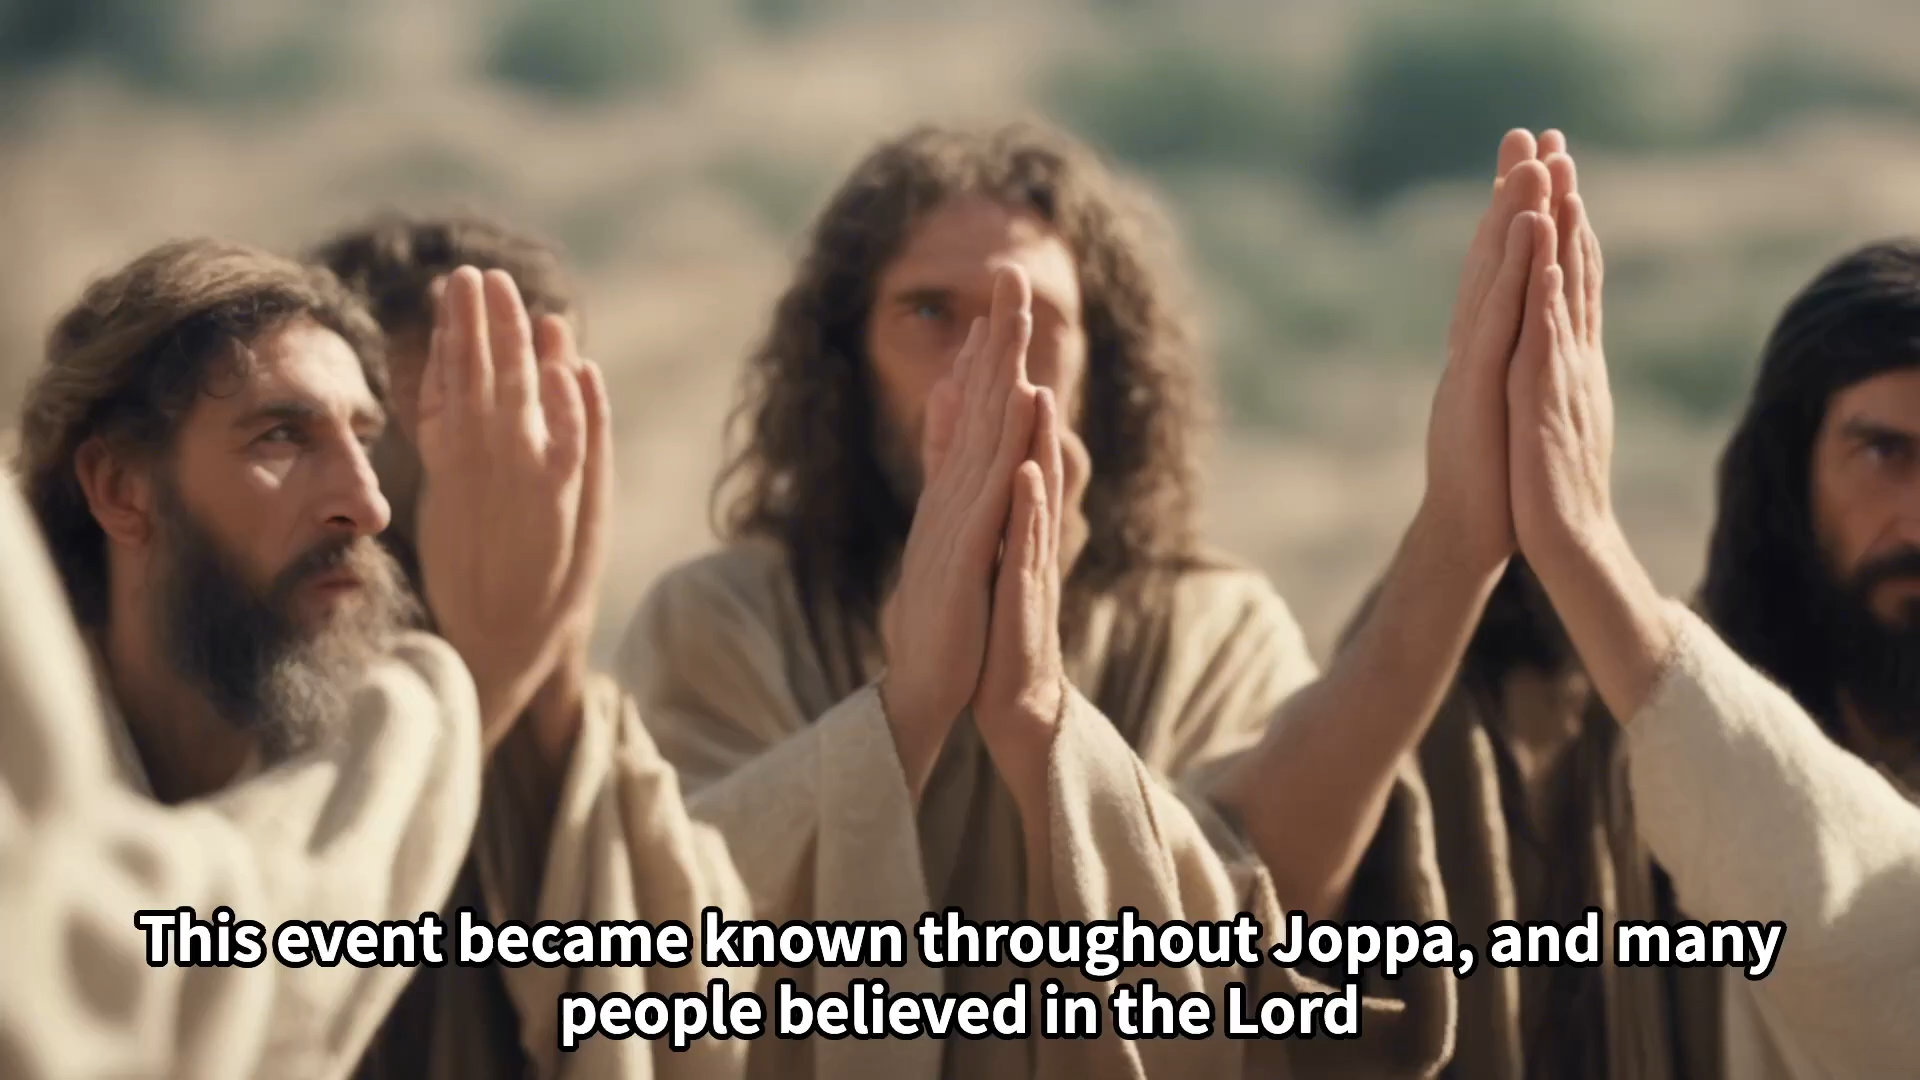 This event became known throughout Joppa, and many
people believed in the Lord